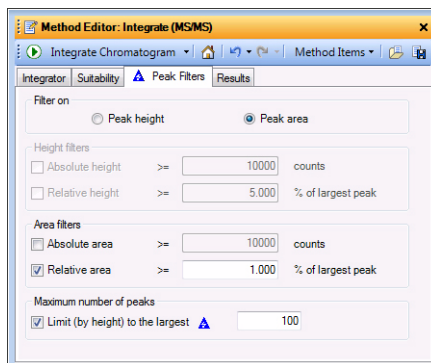 Method Editor: Integrate (MS/MS)
Integrate Chromatogram Method Items
Integrator Suitability Peak Filters Results
Filter on
Peak height Peak area
Height filters
Absolute height >= 10000 counts
Relative height >= 5.000 % of largest peak
Area filters
Absolute area >= 10000 counts
Relative area >= 1.000 % of largest peak
Maximum number of peaks
Limit (by height) to the largest 100